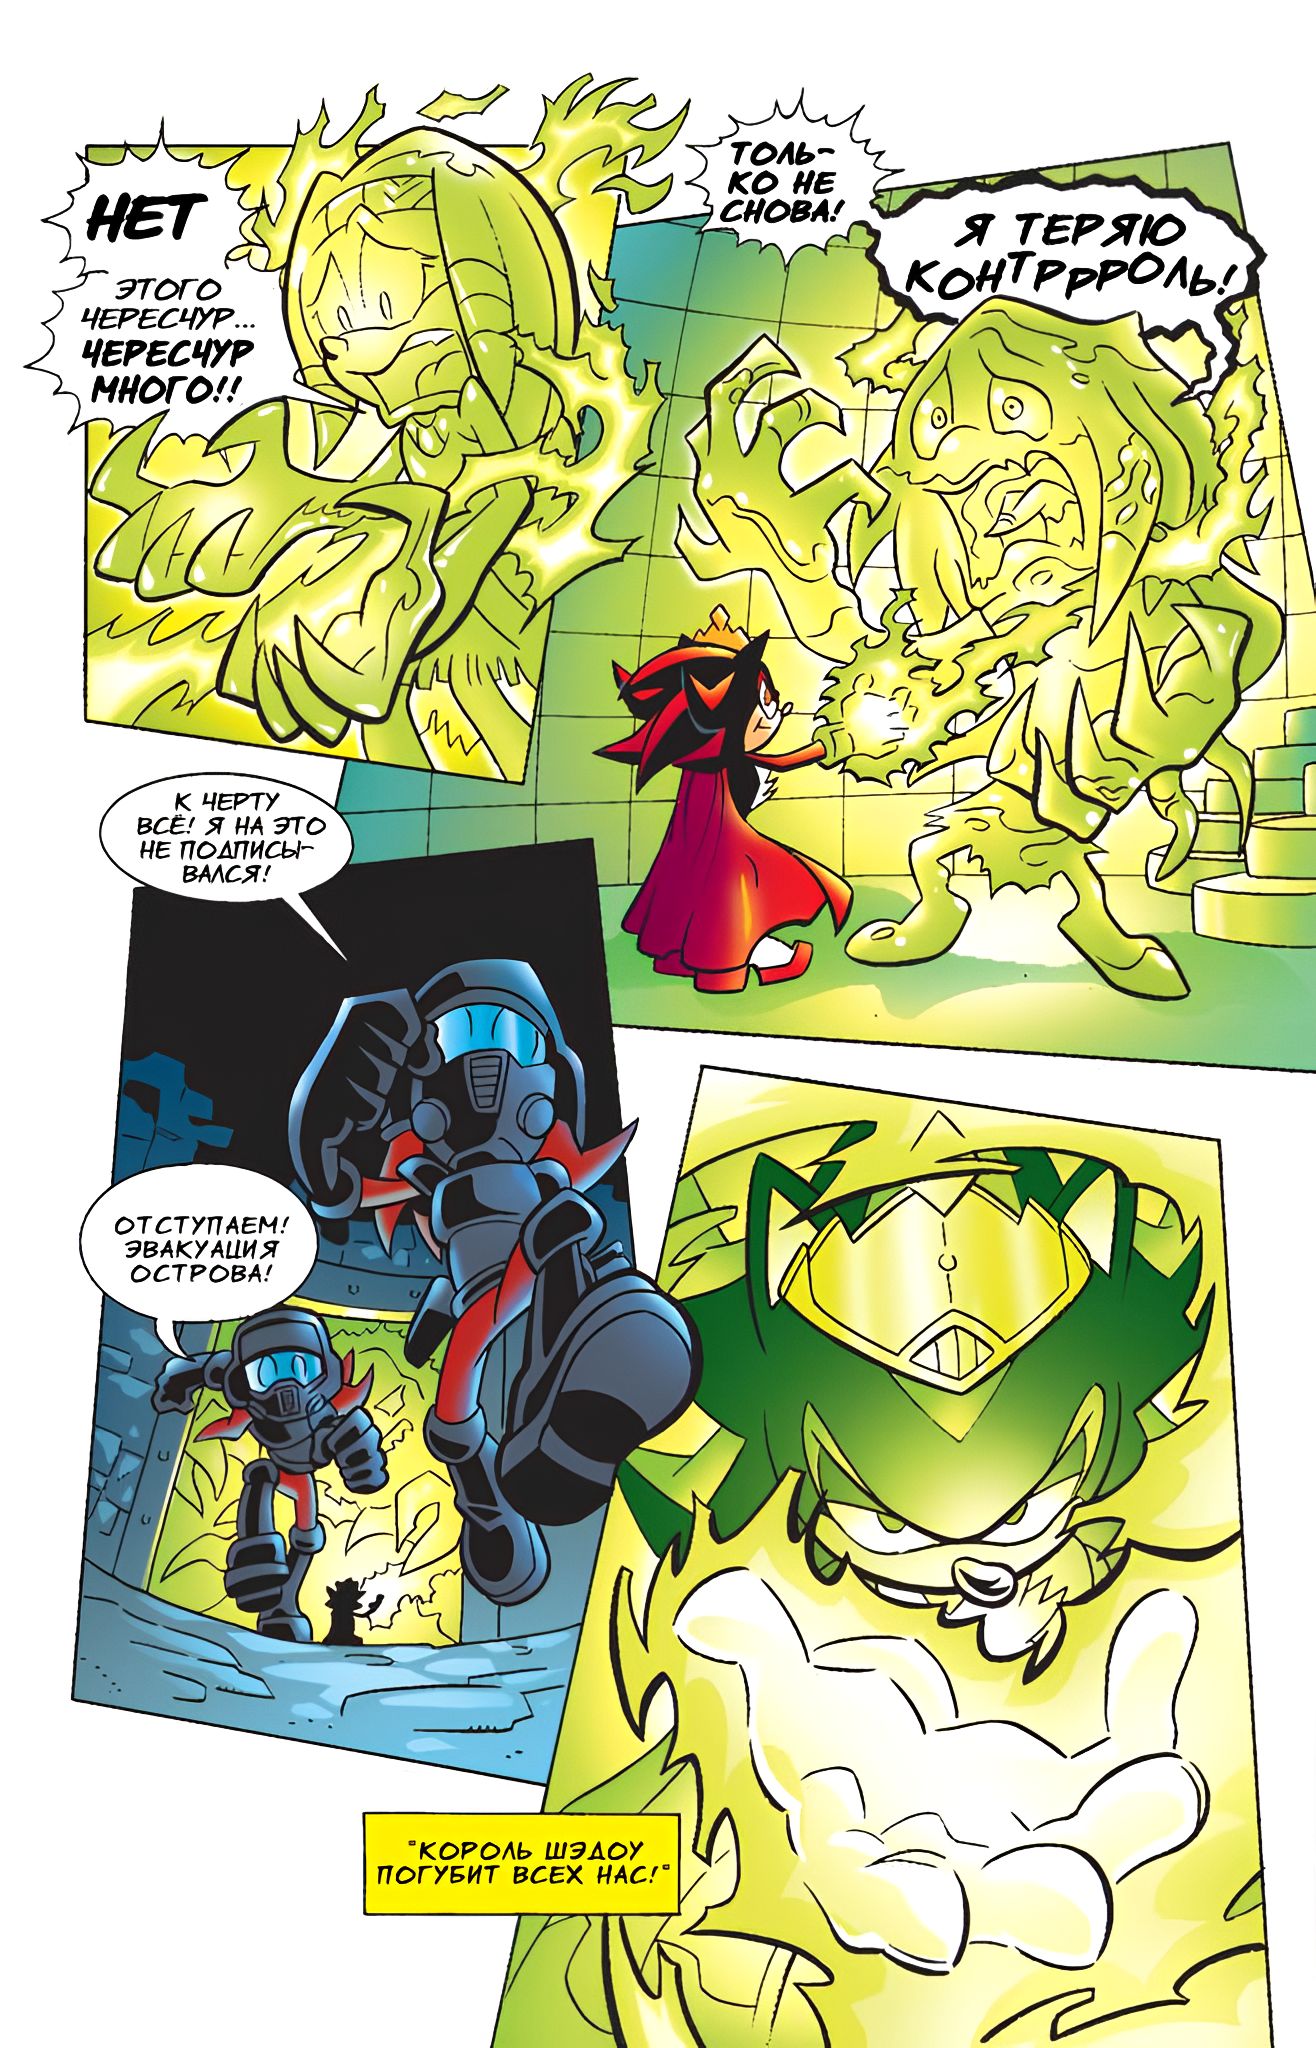 НЕТ
ЭТОГО
ЧЕРЕСЧУР...
ЧЕРЕСЧУР
МНОГО!!
ТОЛЬ-
КО НЕ
СНОВА!
Я ТЕРЯЮ
КОНТРРРОЛЬ!
К ЧЕРТУ
ВСЁ! Я НА ЭТО
НЕ ПОДПИСЫ-
ВАЛСЯ!
ОТСТУПАЕМ!
ЭВАКУАЦИЯ
ОСТРОВА!
"КОРОЛЬ ШЭДОУ
ПОГУБИТ ВСЕХ НАС!"